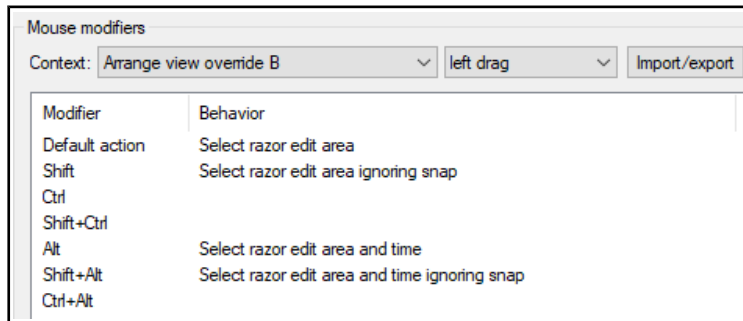 Mouse modifiers
Context: Arrange view override B left drag Import/export
Modifier Behavior
Default action Select razor edit area
Shift Select razor edit area ignoring snap
Ctrl
Shift+Ctrl
Alt Select razor edit area and time
Shift+Alt Select razor edit area and time ignoring snap
Ctrl+Alt